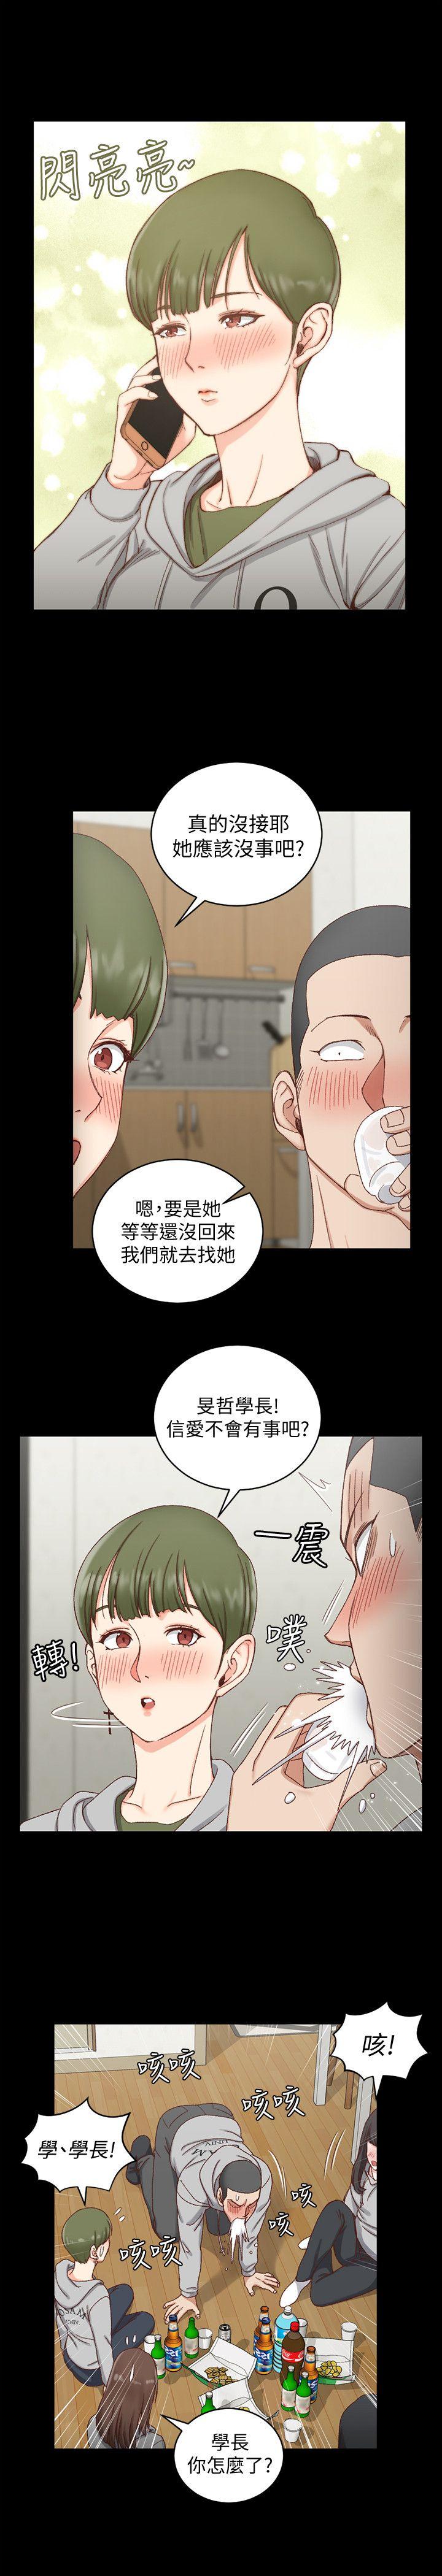 閃亮亮~
真的沒接耶
她應該沒事吧?
嗯,要是她
等等還沒回來
我們就去找她
旻哲學長!
信愛不會有事吧?
一震
轉!
噗
咳!
咳咳
咳咳
學、學長!
咳
咳
咳咳
學長
你怎麼了?